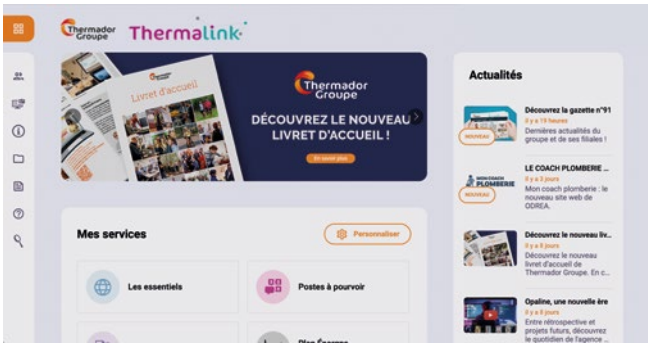 Thermador
Groupe
Thermalink
Livret d'accueil
Thermador
Groupe
DÉCOUVREZ LE NOUVEAU
LIVRET D'ACCUEIL !
En savoir plus
Mes services
Personnaliser
Les essentiels
Postes à pourvoir
Actualités
NOUVEAU
Découvrez la gazette n°91
Il y a 19 heures
Dernières actualités du
groupe et de ses filiales !
MON COACH
PLOMBERIE
NOUVEAU
LE COACH PLOMBERIE ...
Il y a 3 jours
Mon coach plomberie : le
nouveau site web de
ODREA.
Découvrez le nouveau liv...
Il y a 8 jours
Découvrez le nouveau
livret d'accueil de
Thermador Groupe. En c...
Opaline, une nouvelle ère
Il y a 8 jours
Entre rétrospective et
projets futurs, découvrez
le quotidien de l'agence ...